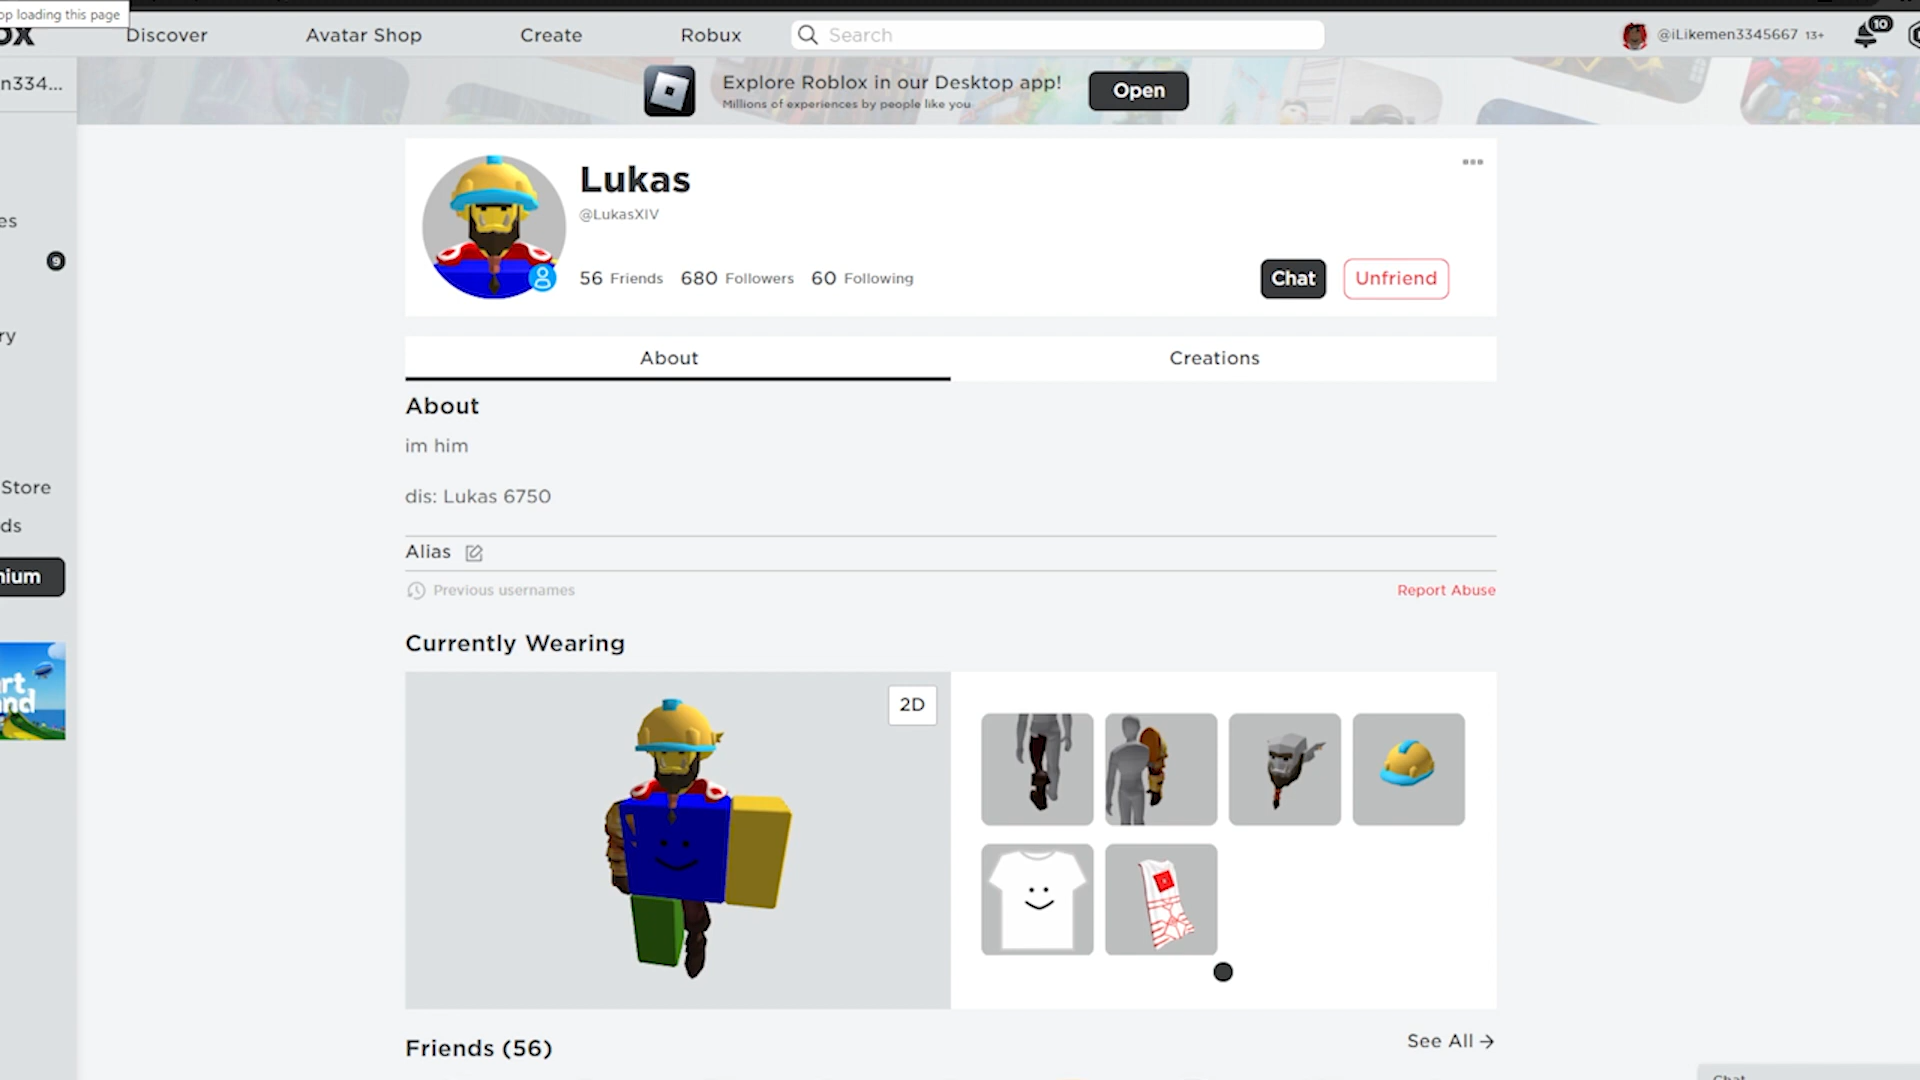 op loading this page
ox
Discover
Avatar Shop
Create
Robux
Search
@iLikemen3345667 13+
10
n334...
Explore Roblox in our Desktop app!
Millions of experiences by people like you
Open
Lukas
@LukasXIV
56 Friends 680 Followers 60 Following
Chat
Unfriend
es
9
ry
Store
ds
nium
rt
nd
About
Creations
About
im him
dis: Lukas 6750
Alias
Previous usernames
Report Abuse
Currently Wearing
2D
Friends (56)
See All